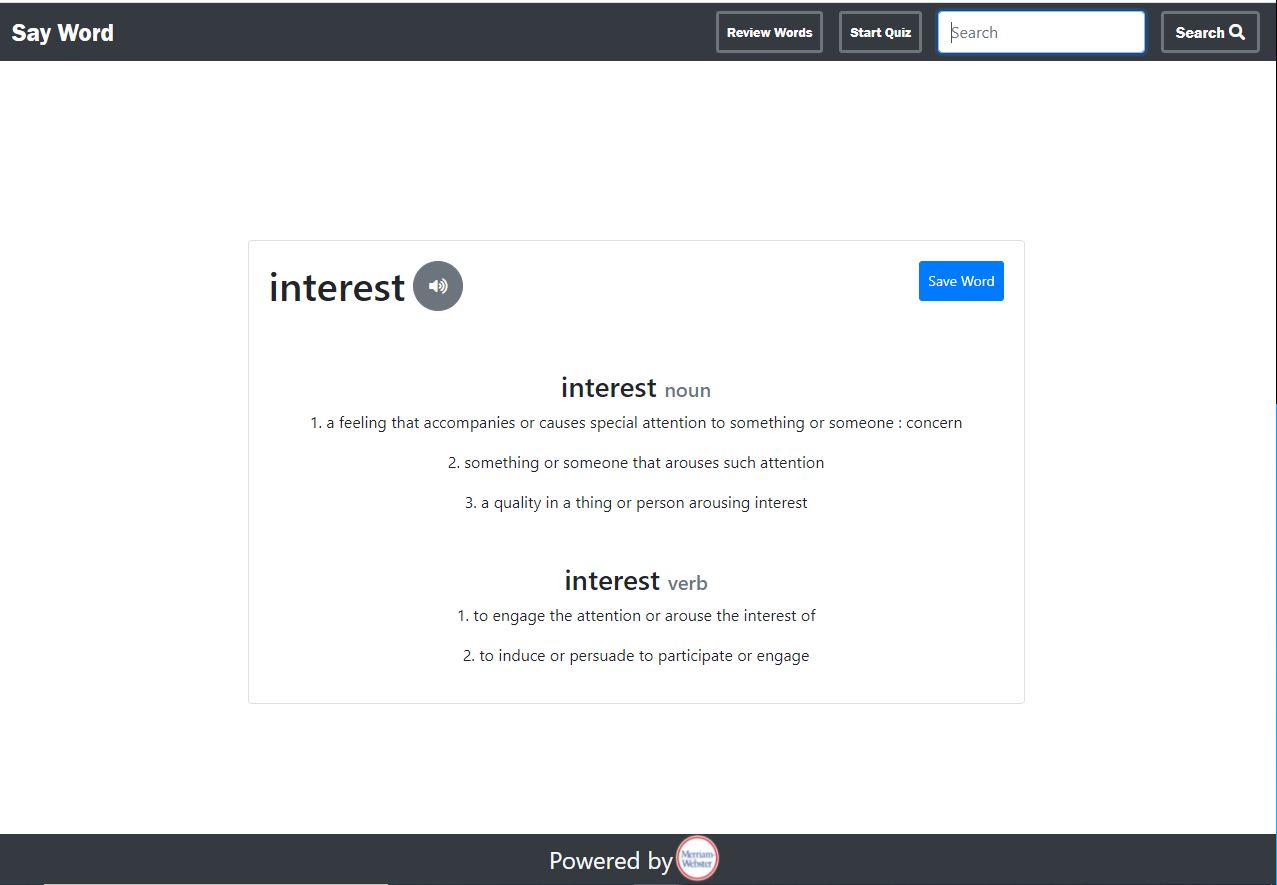 Say Word
Review Words
Start Quiz
Search
Search
interest
Save Word
interest noun
1. a feeling that accompanies or causes special attention to something or someone : concern
2. something or someone that arouses such attention
3. a quality in a thing or person arousing interest
interest verb
1. to engage the attention or arouse the interest of
2. to induce or persuade to participate or engage
Powered by
Merriam-
Webster